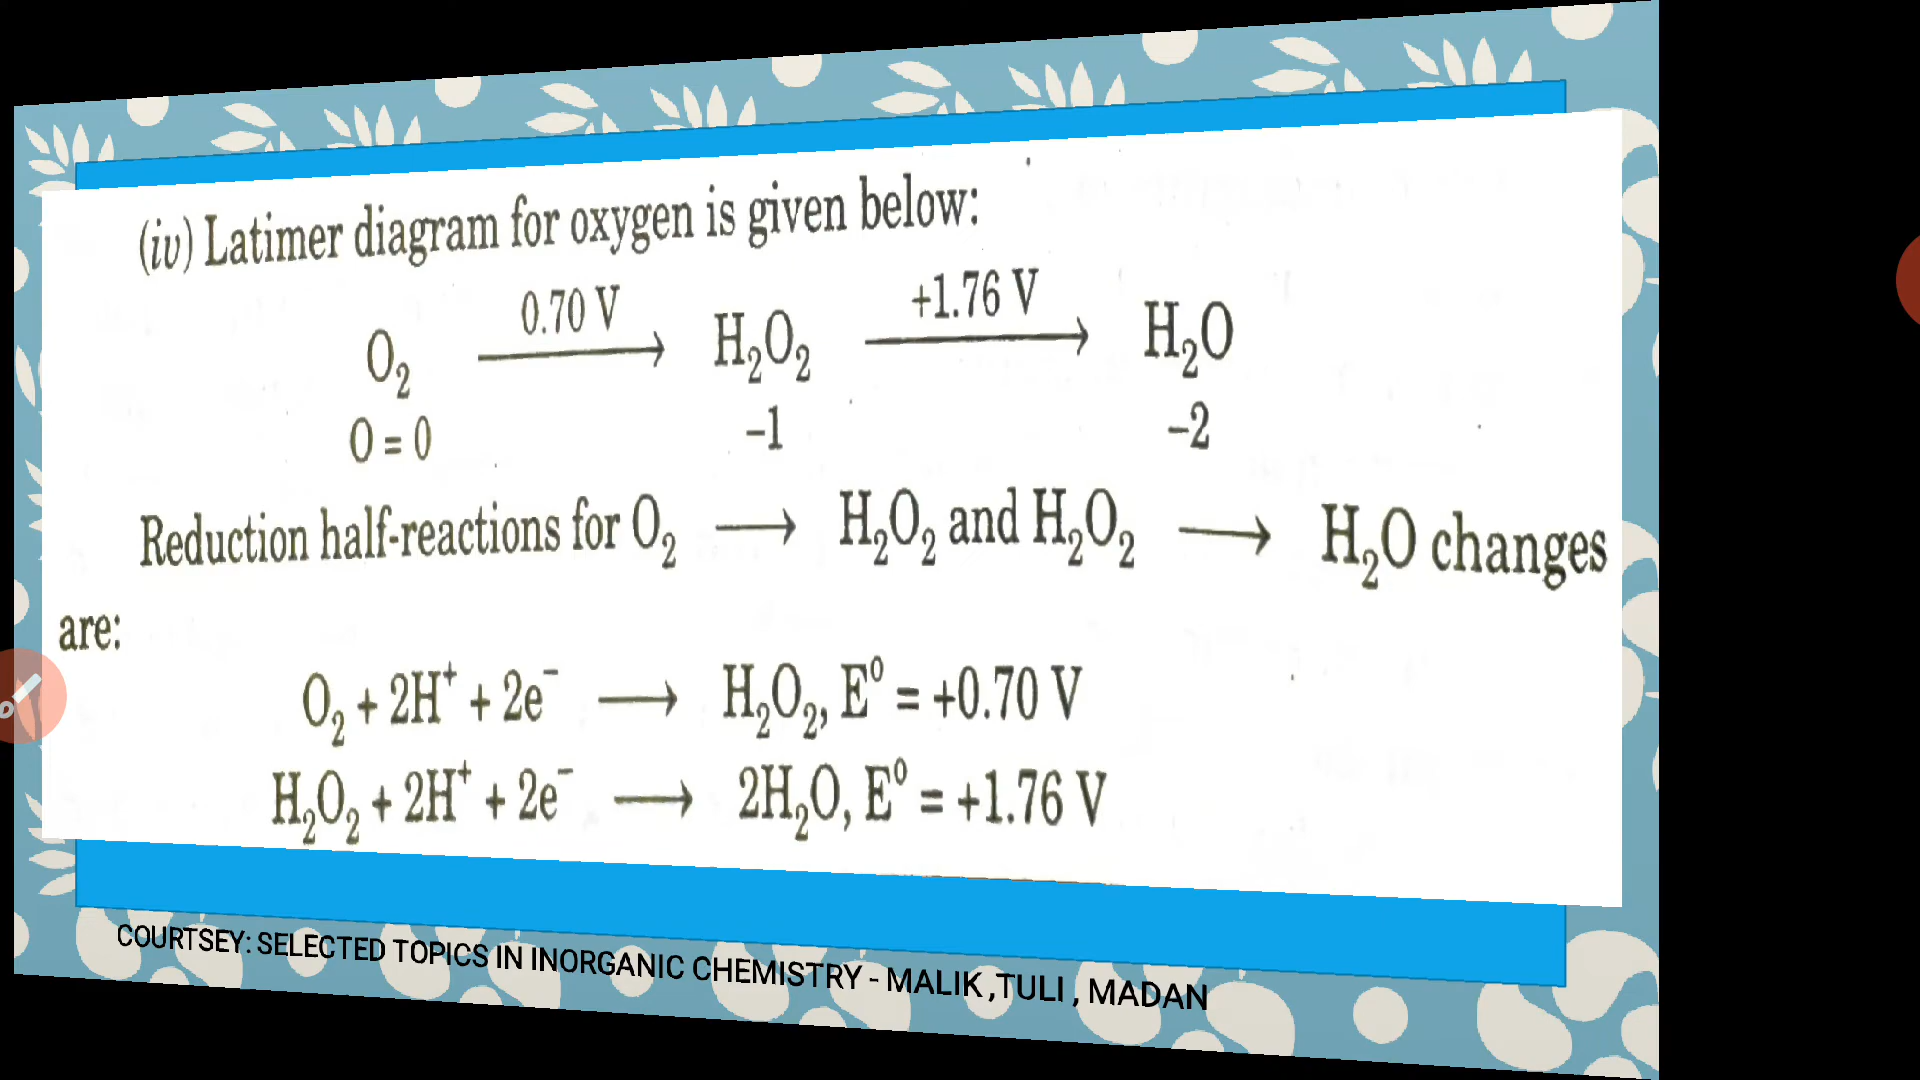 (iv) Latimer diagram for oxygen is given below:
O₂ —0.70 V→ H₂O₂ —+1.76 V→ H₂O
O = 0 –1 –2
Reduction half-reactions for O₂ ⟶ H₂O₂ and H₂O₂ ⟶ H₂O changes
are:
O₂ + 2H⁺ + 2e⁻ ⟶ H₂O₂, E⁰ = +0.70 V
H₂O₂ + 2H⁺ + 2e⁻ ⟶ 2H₂O, E⁰ = +1.76 V
COURTSEY: SELECTED TOPICS IN INORGANIC CHEMISTRY - MALIK ,TULI , MADAN